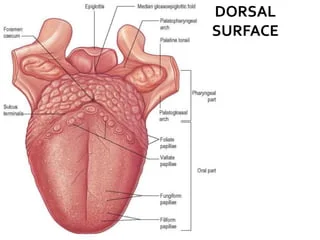 DORSAL
SURFACE
Epiglottis
Median glossoepiglottic fold
Foramen
caecum
Palatopharyngeal
arch
Palatine tonsil
Pharyngeal
part
Sulcus
terminalis
Palatoglossal
arch
Foliate
papillae
Vallate
papillae
Oral part
Fungiform
papillae
Filiform
papillae